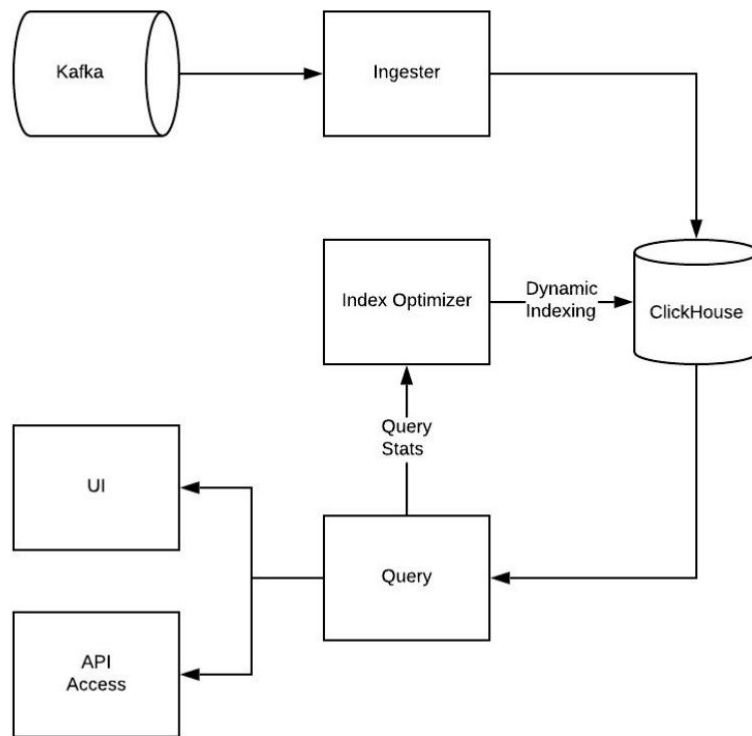 Kafka
Ingester
Index Optimizer
Dynamic
Indexing
ClickHouse
Query
Stats
UI
Query
API
Access